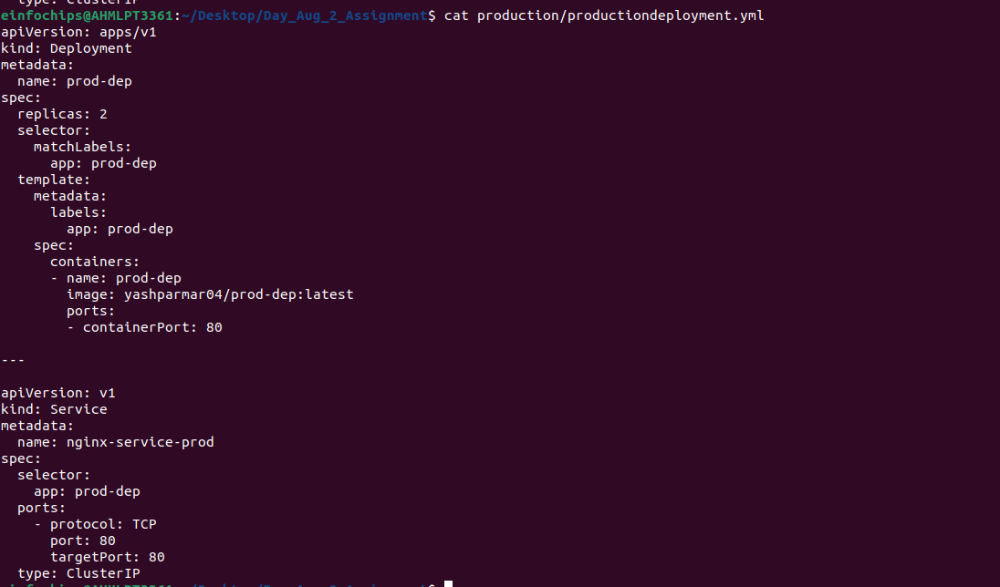 type: ClusterIP
einfochips@AHMLPT3361:~/Desktop/Day_Aug_2_Assignment$ cat production/productiondeployment.yml
apiVersion: apps/v1
kind: Deployment
metadata:
  name: prod-dep
spec:
  replicas: 2
  selector:
    matchLabels:
      app: prod-dep
  template:
    metadata:
      labels:
        app: prod-dep
    spec:
      containers:
      - name: prod-dep
        image: yashparmar04/prod-dep:latest
        ports:
        - containerPort: 80

---

apiVersion: v1
kind: Service
metadata:
  name: nginx-service-prod
spec:
  selector:
    app: prod-dep
  ports:
    - protocol: TCP
      port: 80
      targetPort: 80
  type: ClusterIP
einfochips@AHMLPT3361:~/Desktop/Day_Aug_2_Assignment$